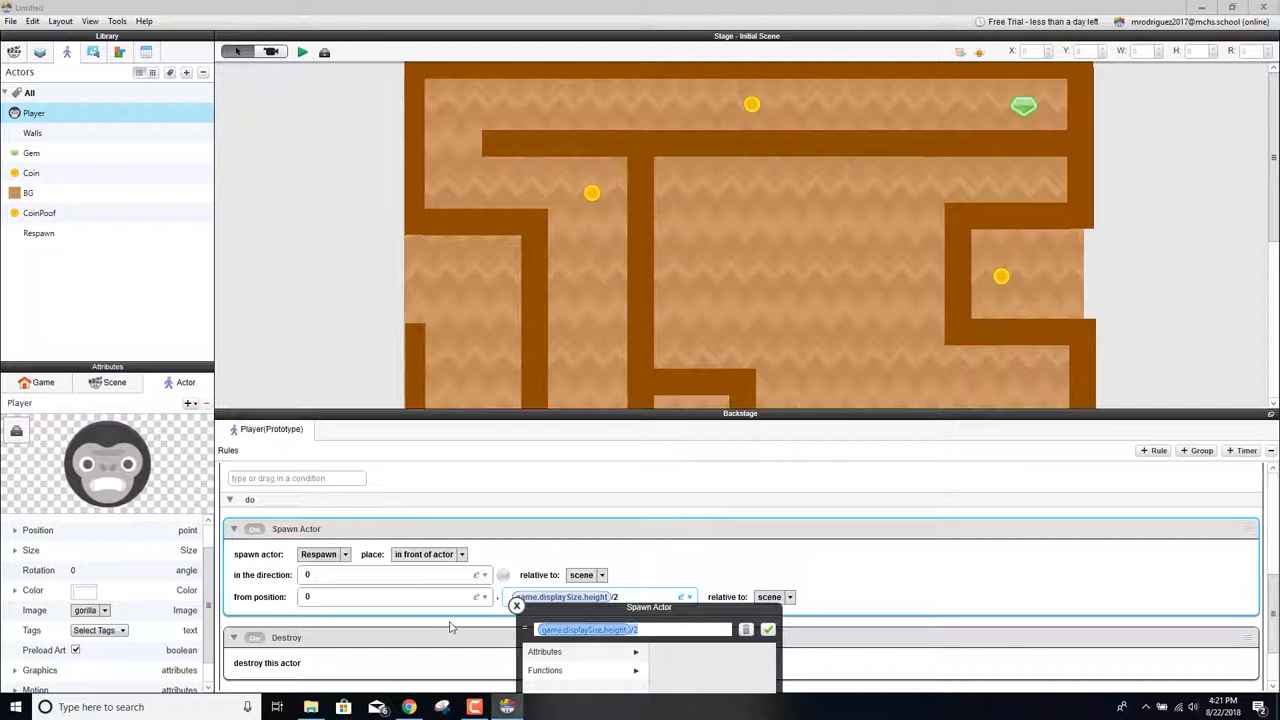 Untitled
File Edit Layout View Tools Help
Free Trial - less than a day left mrodriguez2017@mchs.school (online)
Library
Stage - Initial Scene
X: Y: W: H: R:
Actors
All
Player
Walls
Gem
Coin
BG
CoinPoof
Respawn
Attributes
Backstage
Game Scene Actor
Player
Player(Prototype)
Rules
+ Rule + Group + Timer
type or drag in a condition
do
On Spawn Actor
spawn actor: Respawn place: in front of actor
in the direction: 0 e relative to: scene
from position: 0 e , game.displaySize.height /2 e relative to: scene
Spawn Actor
= game.displaySize.height /2
Attributes
Functions
On Destroy
destroy this actor
Position point
Size Size
Rotation 0 angle
Color Color
Image gorilla Image
Tags Select Tags text
Preload Art boolean
Graphics attributes
Motion attributes
Type here to search
4:21 PM
8/22/2018